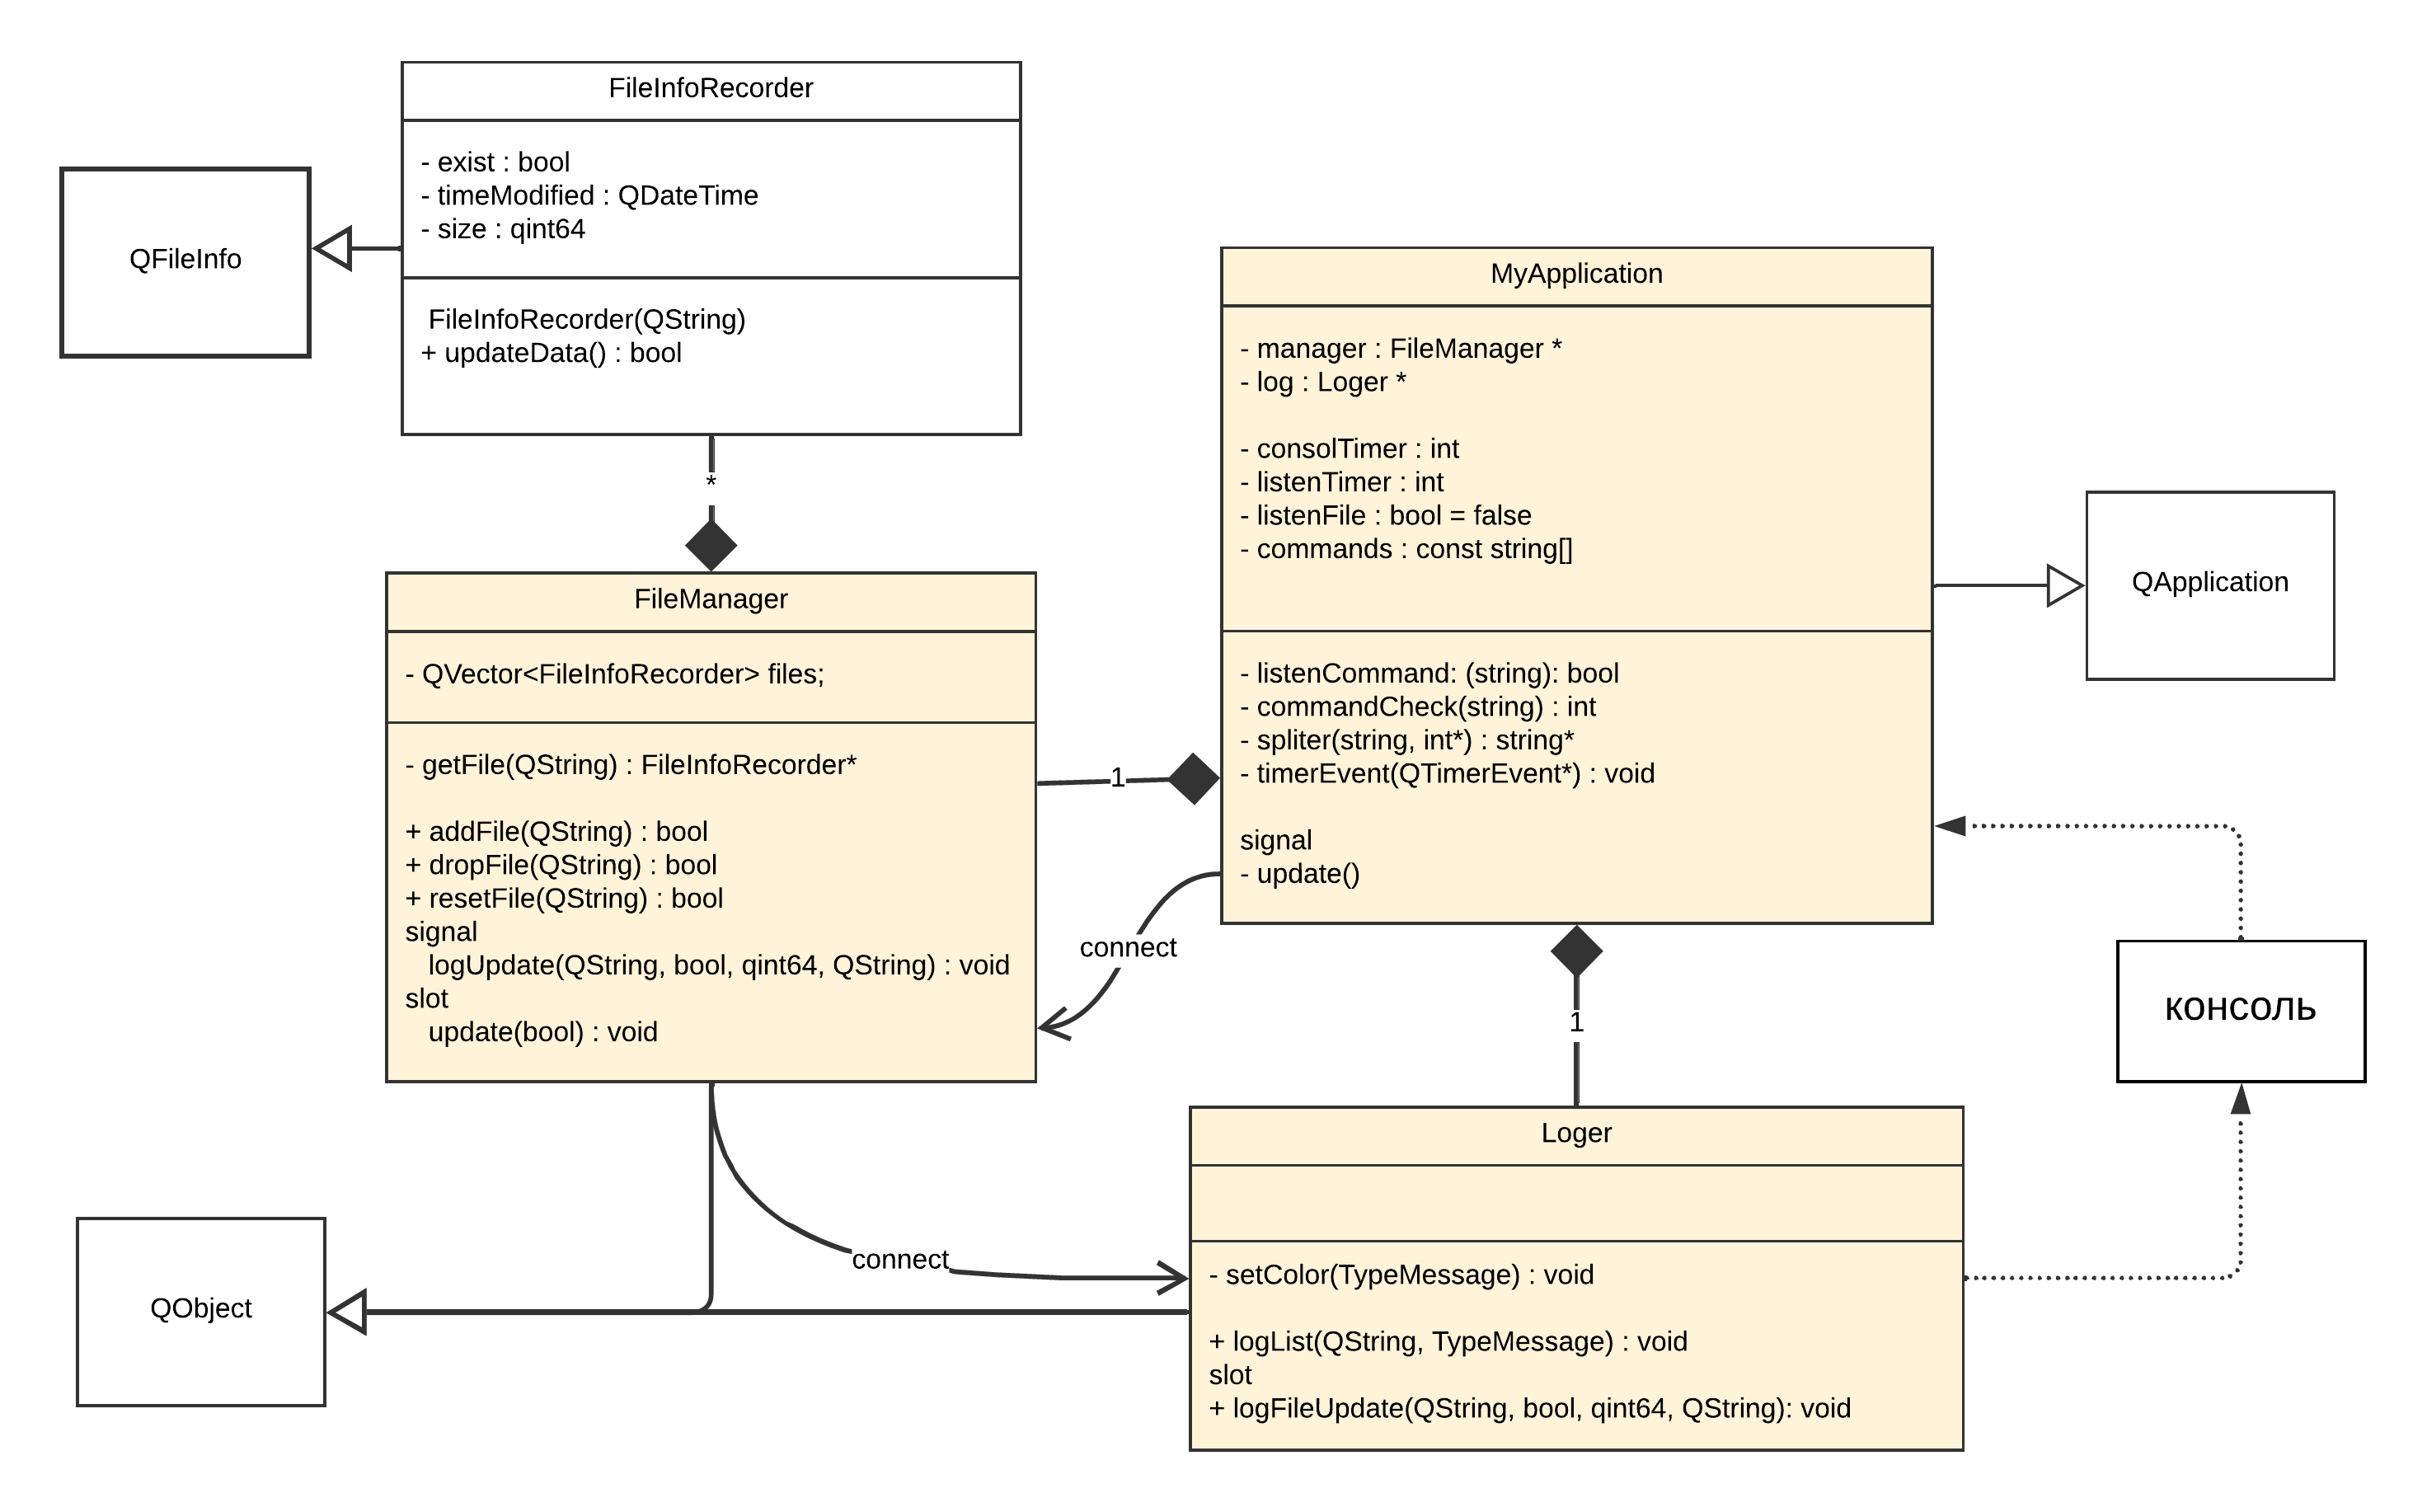 FileInfoRecorder
- exist : bool
- timeModified : QDateTime
- size : qint64
FileInfoRecorder(QString)
+ updateData() : bool
QFileInfo
*
FileManager
- QVector<FileInfoRecorder> files;
- getFile(QString) : FileInfoRecorder*
+ addFile(QString) : bool
+ dropFile(QString) : bool
+ resetFile(QString) : bool
signal
logUpdate(QString, bool, qint64, QString) : void
slot
update(bool) : void
1
connect
MyApplication
- manager : FileManager *
- log : Loger *
- consolTimer : int
- listenTimer : int
- listenFile : bool = false
- commands : const string[]
- listenCommand: (string): bool
- commandCheck(string) : int
- spliter(string, int*) : string*
- timerEvent(QTimerEvent*) : void
signal
- update()
QApplication
консоль
1
connect
QObject
Loger
- setColor(TypeMessage) : void
+ logList(QString, TypeMessage) : void
slot
+ logFileUpdate(QString, bool, qint64, QString): void